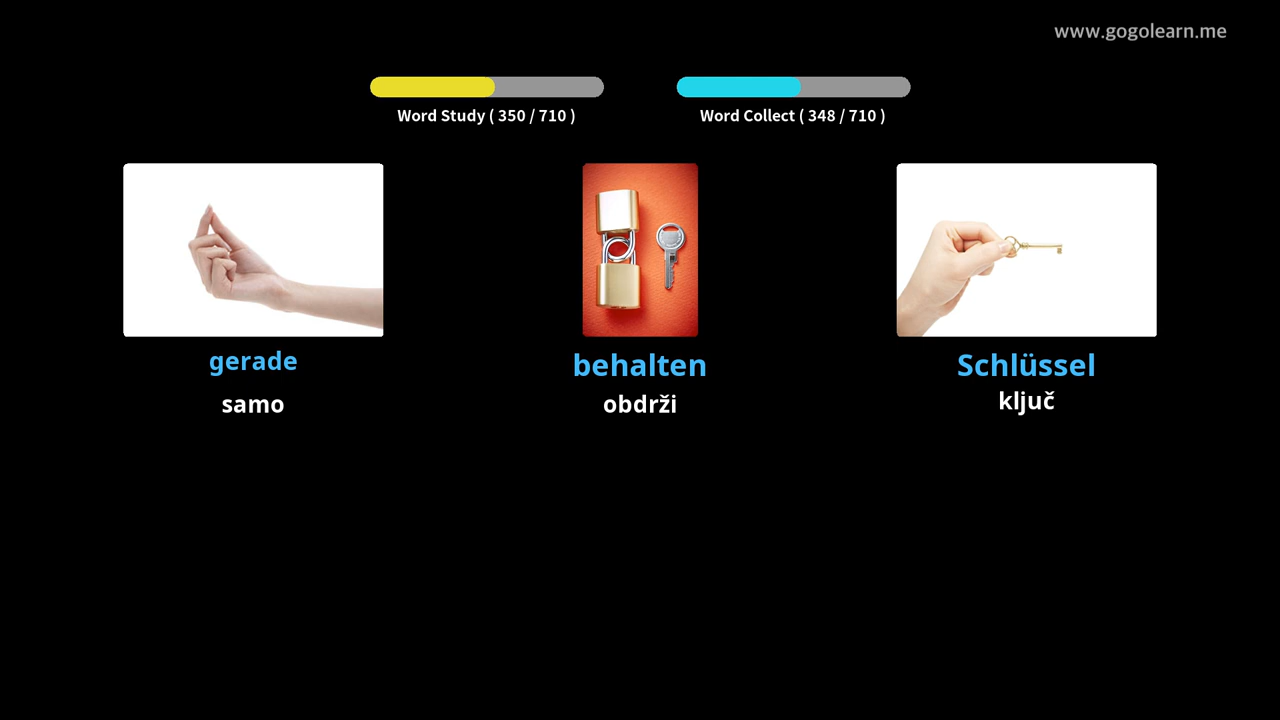 www.gogolearn.me
Word Study ( 350 / 710 )
Word Collect ( 348 / 710 )
gerade
behalten
Schlüssel
samo
obdrži
ključ